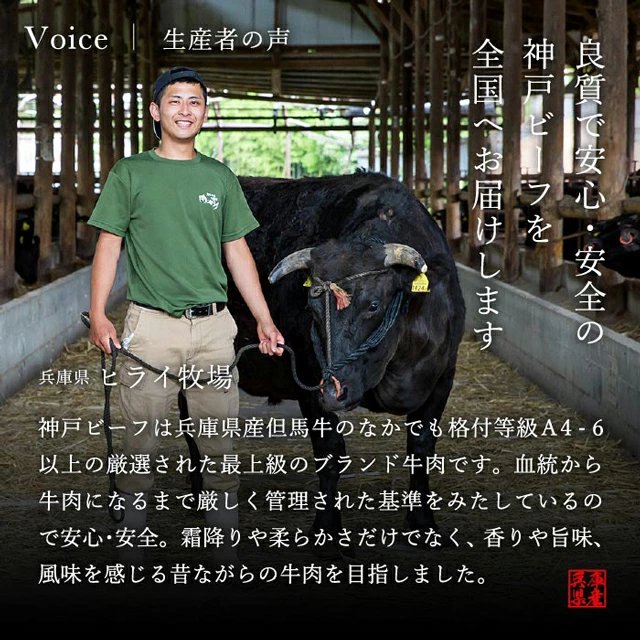 Voice | 生産者の声
良質で安心・安全の
神戸ビーフを
全国へお届けします
兵庫県 ヒライ牧場
神戸ビーフは兵庫県産但馬牛のなかでも格付等級A4-6
以上の厳選された最上級のブランド牛肉です。血統から
牛肉になるまで厳しく管理された基準をみたしているの
で安心・安全。霜降りや柔らかさだけでなく、香りや旨味、
風味を感じる昔ながらの牛肉を目指しました。
兵庫県産